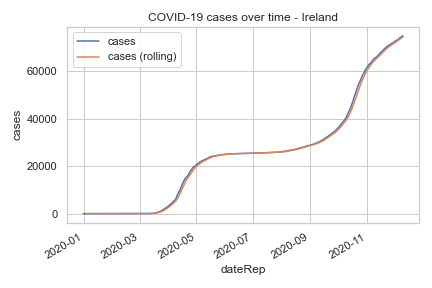 COVID-19 cases over time - Ireland
cases
cases (rolling)
60000
40000
20000
0
cases
2020-01
2020-03
2020-05
2020-07
2020-09
2020-11
dateRep